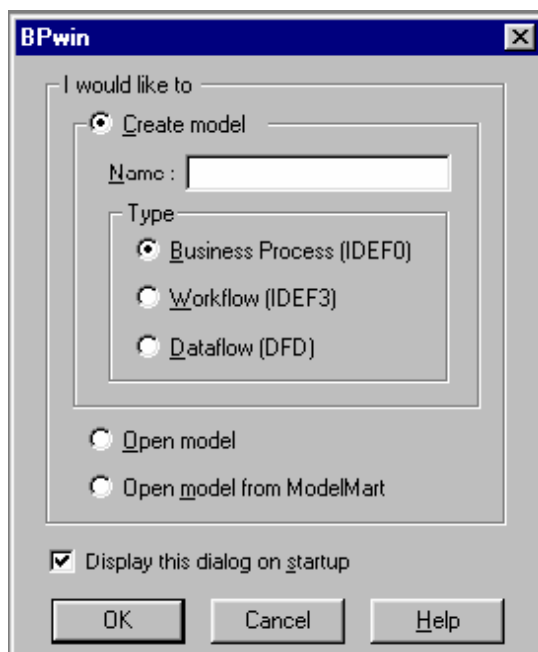 BPwin
I would like to
Create model
Name :
Type
Business Process (IDEF0)
Workflow (IDEF3)
Dataflow (DFD)
Open model
Open model from ModelMart
Display this dialog on startup
OK Cancel Help